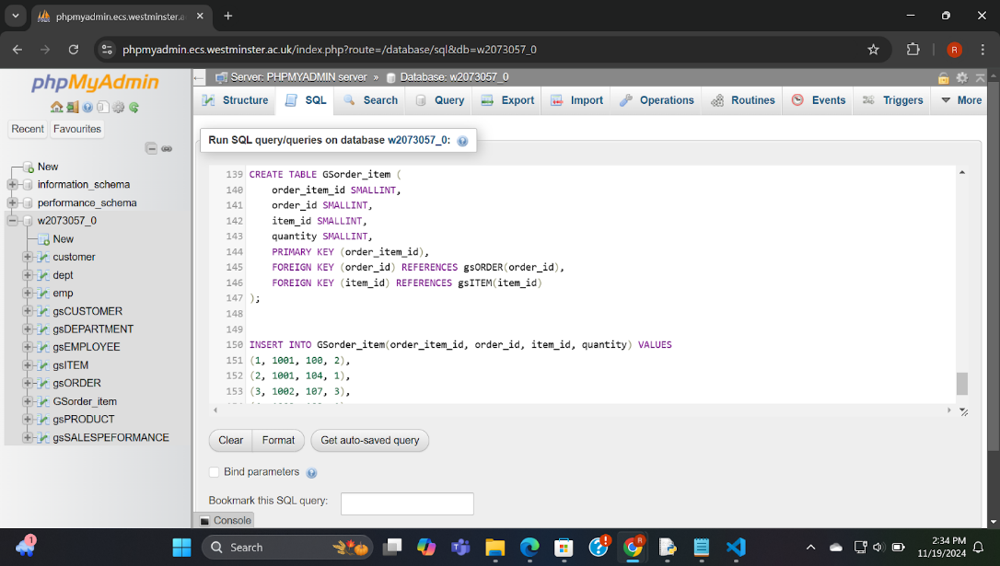 phpmyadmin.ecs.westminster.a
phpmyadmin.ecs.westminster.ac.uk/index.php?route=/database/sql&db=w2073057_0
R
phpMyAdmin
Recent
Favourites
New
information_schema
performance_schema
w2073057_0
New
customer
dept
emp
gsCUSTOMER
gsDEPARTMENT
gsEMPLOYEE
gsITEM
gsORDER
GSorder_item
gsPRODUCT
gsSALESPEFORMANCE
Server: PHPMYADMIN server » Database: w2073057_0
Structure SQL Search Query Export Import Operations Routines Events Triggers More
Run SQL query/queries on database w2073057_0:
139 CREATE TABLE GSorder_item (
140 order_item_id SMALLINT,
141 order_id SMALLINT,
142 item_id SMALLINT,
143 quantity SMALLINT,
144 PRIMARY KEY (order_item_id),
145 FOREIGN KEY (order_id) REFERENCES gsORDER(order_id),
146 FOREIGN KEY (item_id) REFERENCES gsITEM(item_id)
147 );
148
149
150 INSERT INTO GSorder_item(order_item_id, order_id, item_id, quantity) VALUES
151 (1, 1001, 100, 2),
152 (2, 1001, 104, 1),
153 (3, 1002, 107, 3),
Clear Format Get auto-saved query
Bind parameters
Bookmark this SQL query:
Console
1
Search
R
2:34 PM
11/19/2024